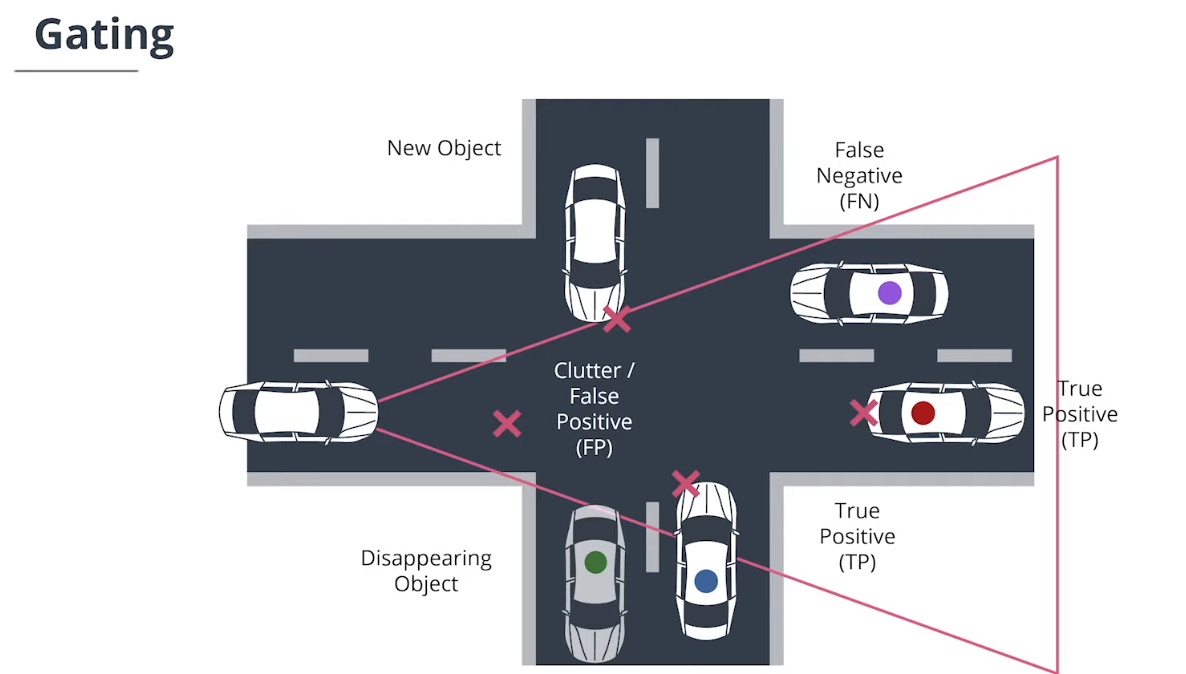 Gating
New Object
False
Negative
(FN)
Clutter /
False
Positive
(FP)
True
Positive
(TP)
True
Positive
(TP)
Disappearing
Object